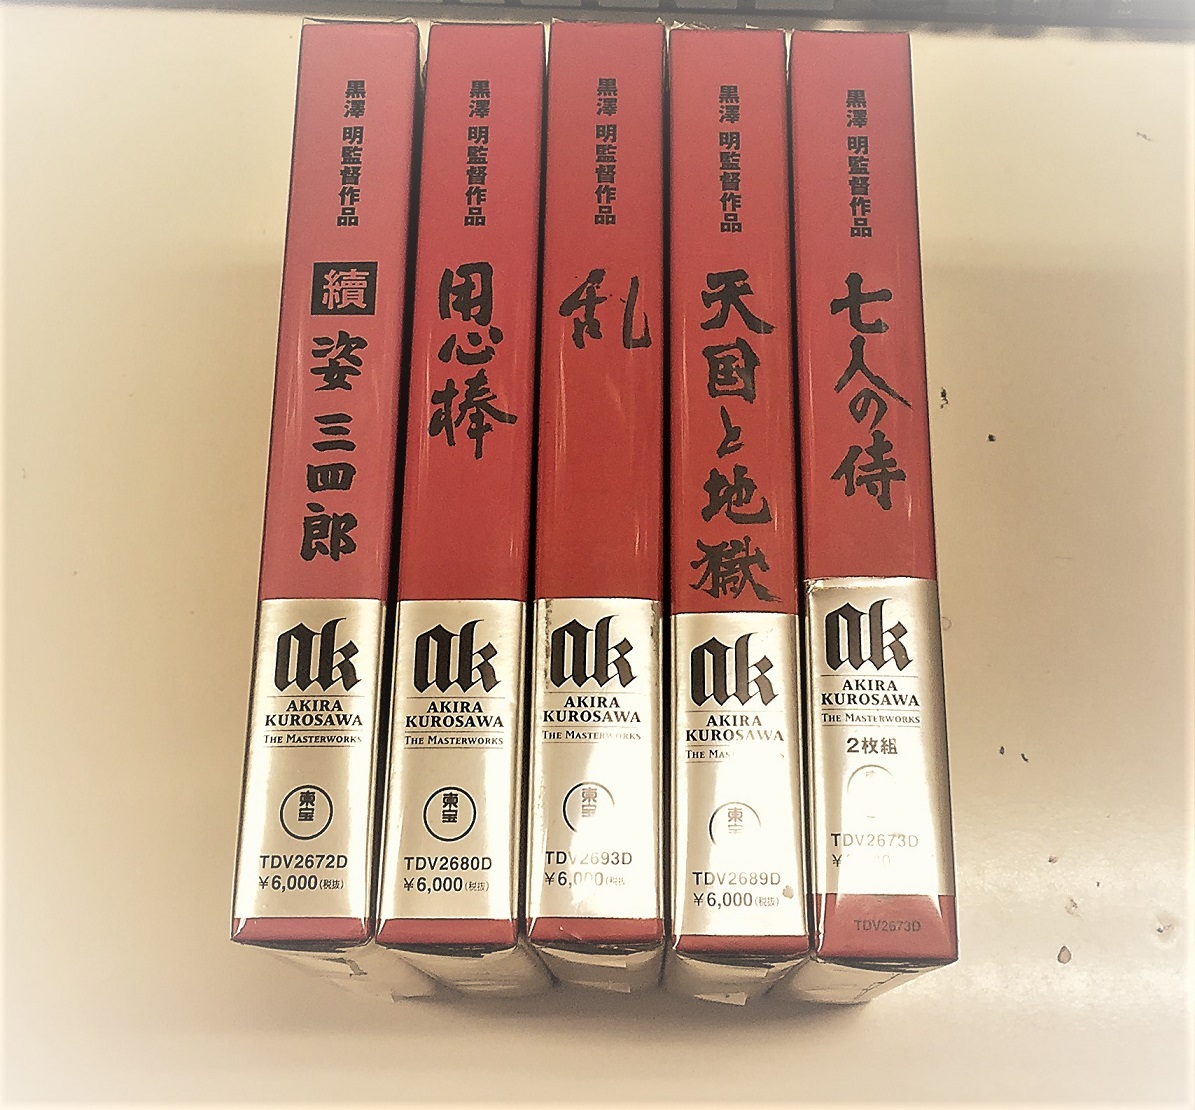 黒澤 明監督作品
續
姿三四郎
ak
AKIRA
KUROSAWA
THE MASTERWORKS
東宝
TDV2672D
¥6,000(税抜)
黒澤 明監督作品
用心棒
ak
AKIRA
KUROSAWA
THE MASTERWORKS
東宝
TDV2680D
¥6,000(税抜)
黒澤 明監督作品
乱
ak
AKIRA
KUROSAWA
THE MASTERWORKS
東宝
TDV2693D
¥6,000(税抜)
黒澤 明監督作品
天国と地獄
ak
AKIRA
KUROSAWA
THE
東宝
TDV2689D
¥6,000(税抜)
黒澤 明監督作品
七人の侍
ak
AKIRA
KUROSAWA
THE MASTERWORKS
2枚組
TDV2673D
TDV2673D